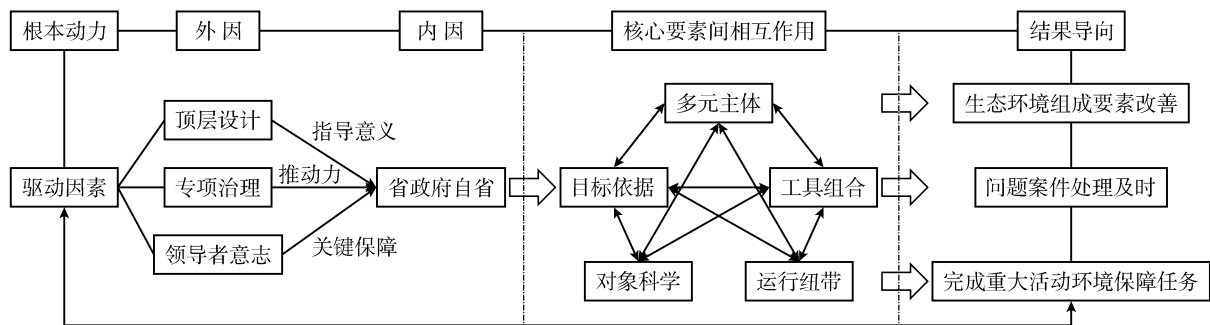 根本动力
外因
内因
核心要素间相互作用
结果导向
多元主体
生态环境组成要素改善
顶层设计
指导意义
驱动因素
专项治理
推动力
省政府自省
目标依据
工具组合
问题案件处理及时
领导者意志
关键保障
对象科学
运行纽带
完成重大活动环境保障任务